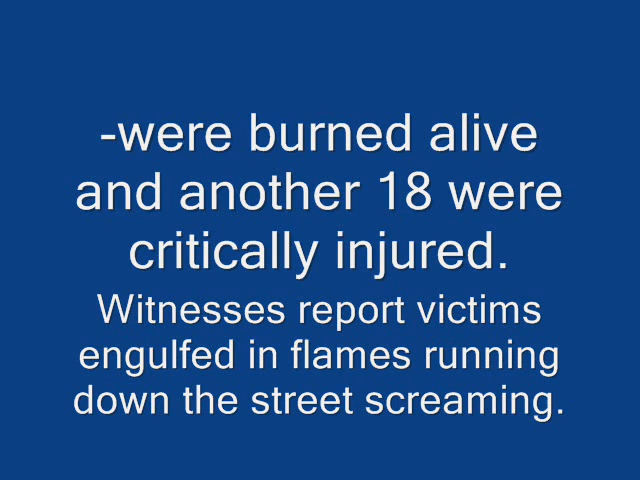 -were burned alive
and another 18 were
critically injured.
Witnesses report victims
engulfed in flames running
down the street screaming.